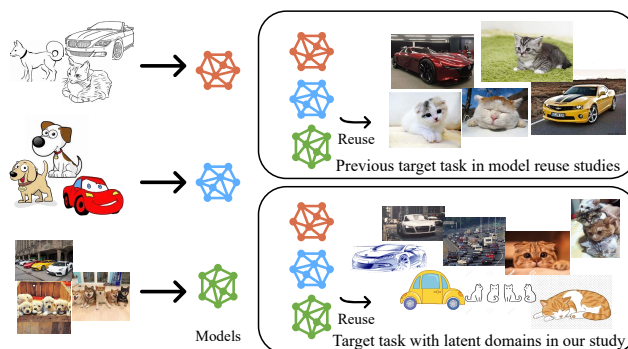 Reuse
Previous target task in model reuse studies
Models
Reuse
Target task with latent domains in our study